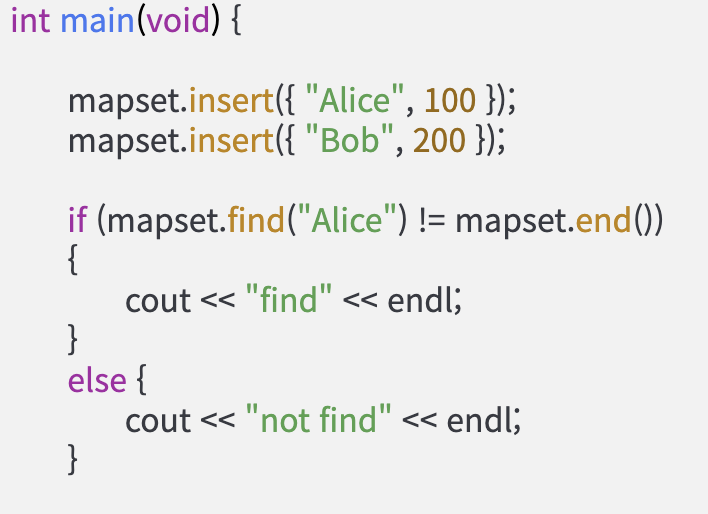 int main(void) {
mapset.insert({ "Alice", 100 });
mapset.insert({ "Bob", 200 });
if (mapset.find("Alice") != mapset.end())
{
cout << "find" << endl;
}
else {
cout << "not find" << endl;
}